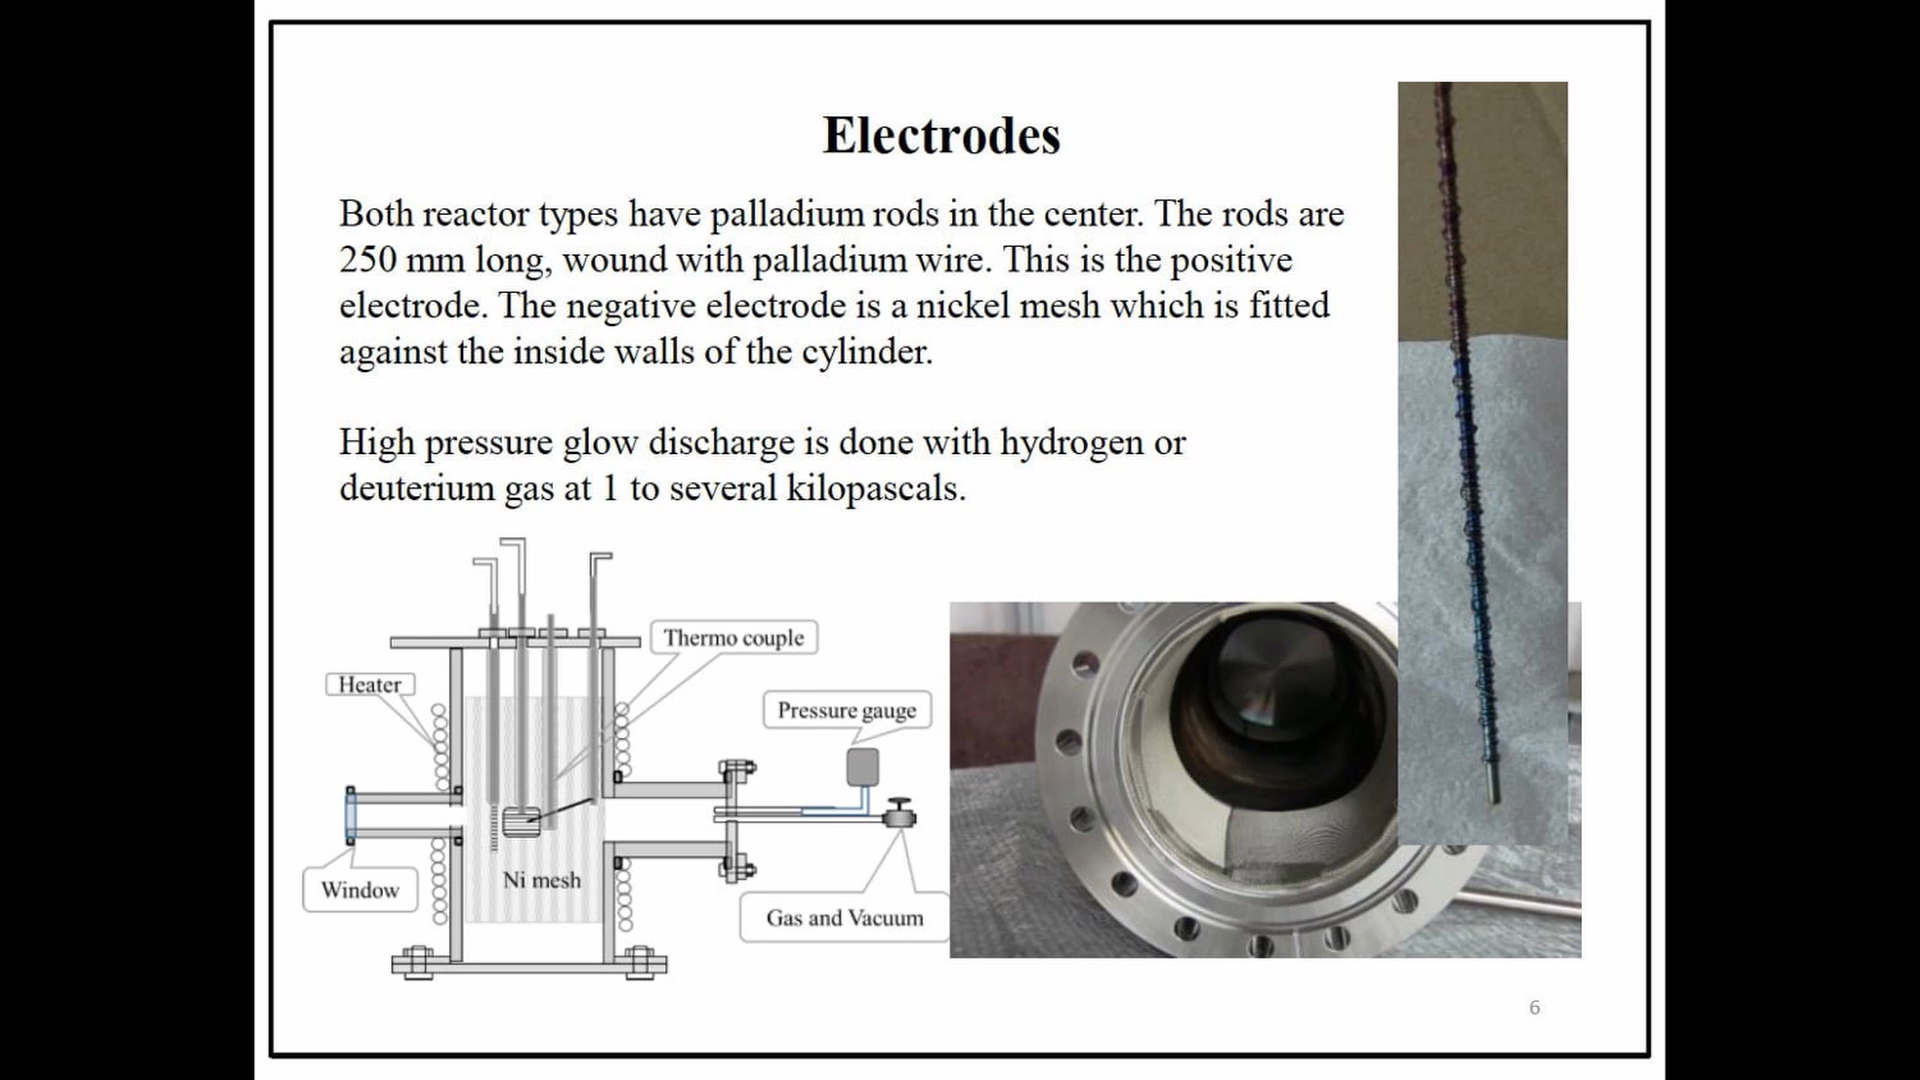 Electrodes
Both reactor types have palladium rods in the center. The rods are
250 mm long, wound with palladium wire. This is the positive
electrode. The negative electrode is a nickel mesh which is fitted
against the inside walls of the cylinder.
High pressure glow discharge is done with hydrogen or
deuterium gas at 1 to several kilopascals.
Thermo couple
Heater
Pressure gauge
Window
Ni mesh
Gas and Vacuum
6